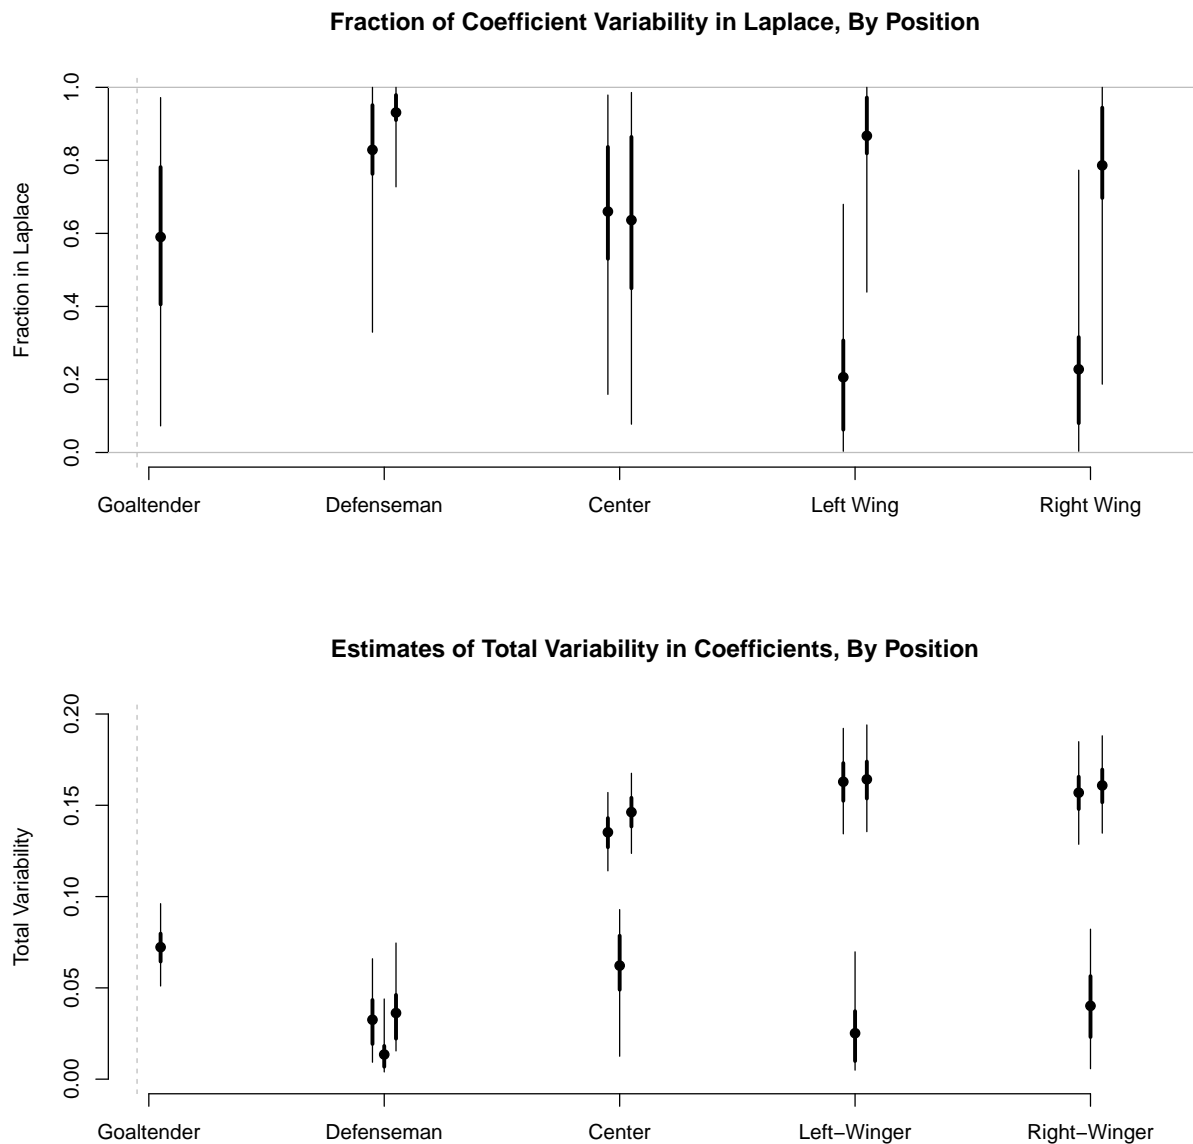 Fraction of Coefficient Variability in Laplace, By Position
Fraction in Laplace
1.0
0.8
0.6
0.4
0.2
0.0
Goaltender Defenseman Center Left Wing Right Wing
Estimates of Total Variability in Coefficients, By Position
Total Variability
0.20
0.15
0.10
0.05
0.00
Goaltender Defenseman Center Left−Winger Right−Winger